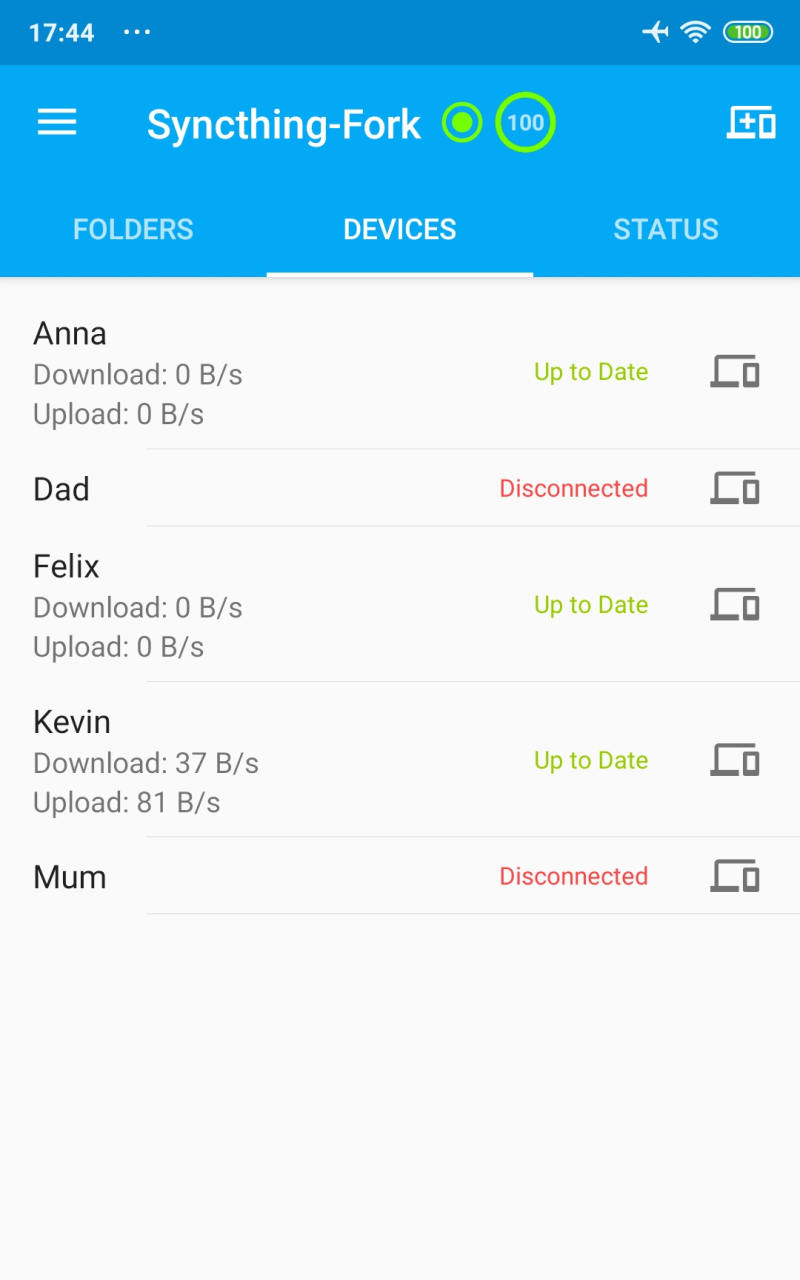 17:44 ... 100
Syncthing-Fork 100
FOLDERS DEVICES STATUS
Anna
Download: 0 B/s Up to Date
Upload: 0 B/s
Dad Disconnected
Felix
Download: 0 B/s Up to Date
Upload: 0 B/s
Kevin
Download: 37 B/s Up to Date
Upload: 81 B/s
Mum Disconnected